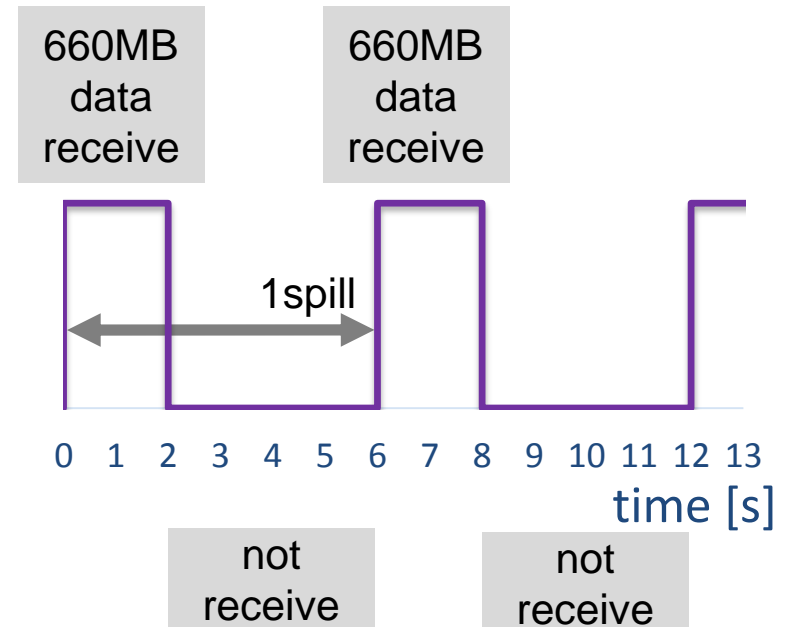 660MB
data
receive
660MB
data
receive
1spill
0 1 2 3 4 5 6 7 8 9 10 11 12 13
time [s]
not
receive
not
receive